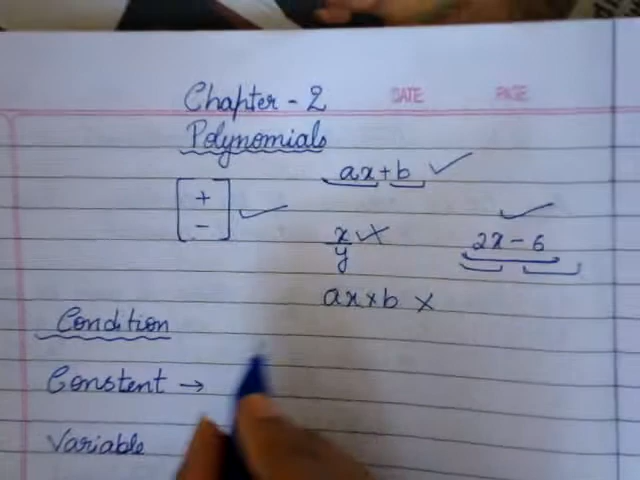 Chapter - 2 DATE PAGE
Polynomials
ax+b ✓
+ ✓
- 
x/y ✗ 2x - 6 ✓
ax×b ×
Condition
Constent →
Variable